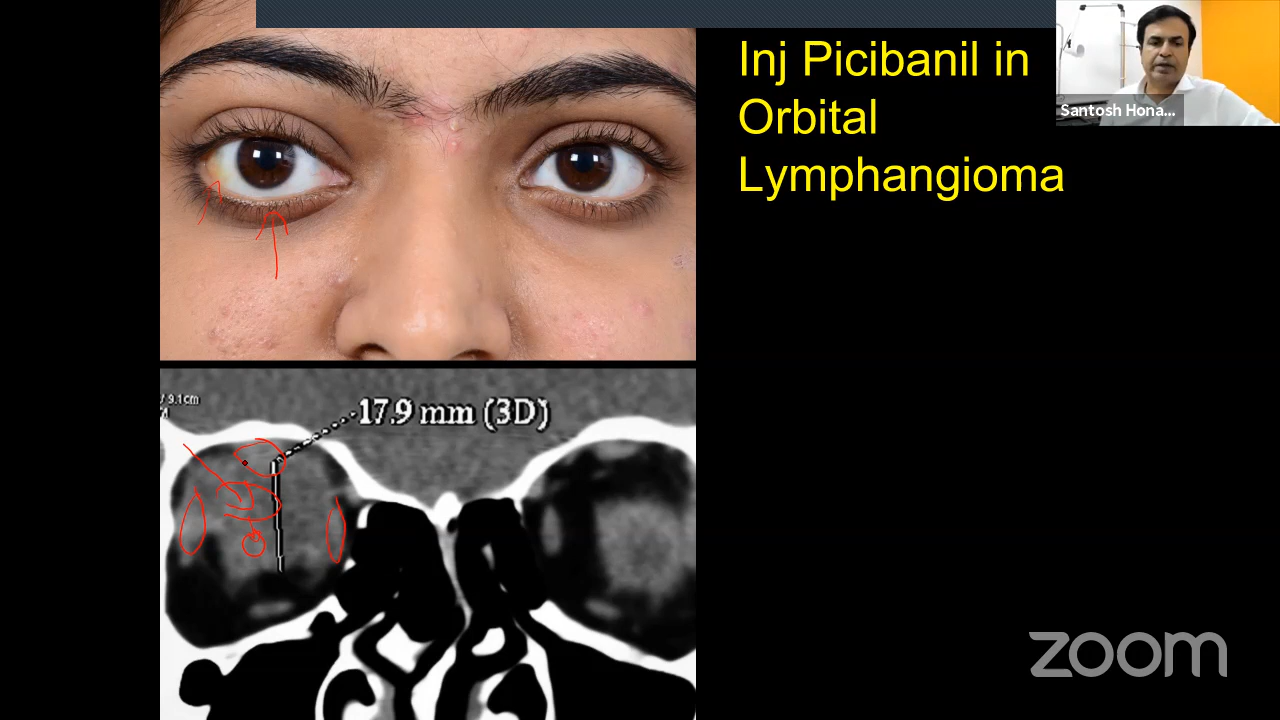 Inj Picibanil in
Orbital
Lymphangioma
Santosh Hona...
9.1cm
17.9 mm (3D)
zoom